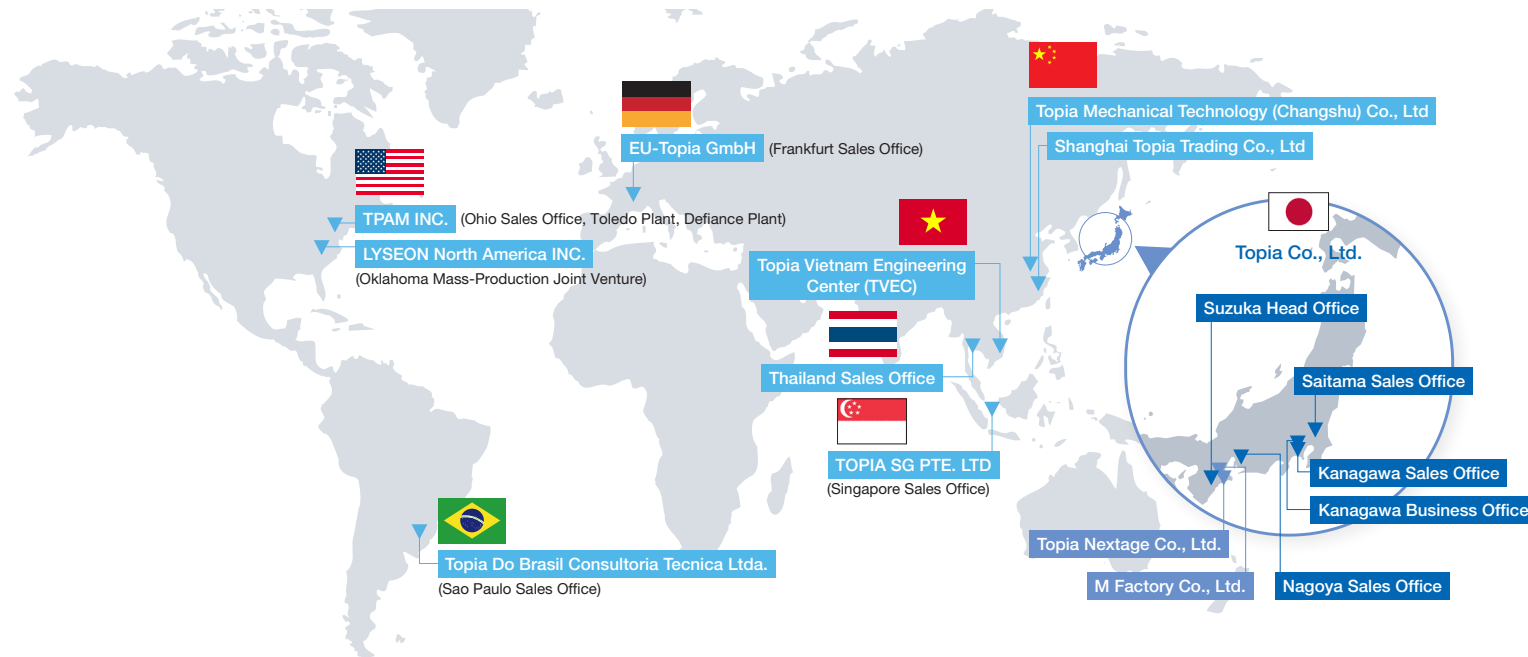 Topia Mechanical Technology (Changshu) Co., Ltd
Shanghai Topia Trading Co., Ltd
EU-Topia GmbH (Frankfurt Sales Office)
TPAM INC. (Ohio Sales Office, Toledo Plant, Defiance Plant)
LYSEON North America INC.
(Oklahoma Mass-Production Joint Venture)
Topia Vietnam Engineering
Center (TVEC)
Thailand Sales Office
TOPIA SG PTE. LTD
(Singapore Sales Office)
Topia Do Brasil Consultoria Tecnica Ltda.
(Sao Paulo Sales Office)
Topia Co., Ltd.
Suzuka Head Office
Saitama Sales Office
Kanagawa Sales Office
Kanagawa Business Office
Topia Nextage Co., Ltd.
M Factory Co., Ltd.
Nagoya Sales Office